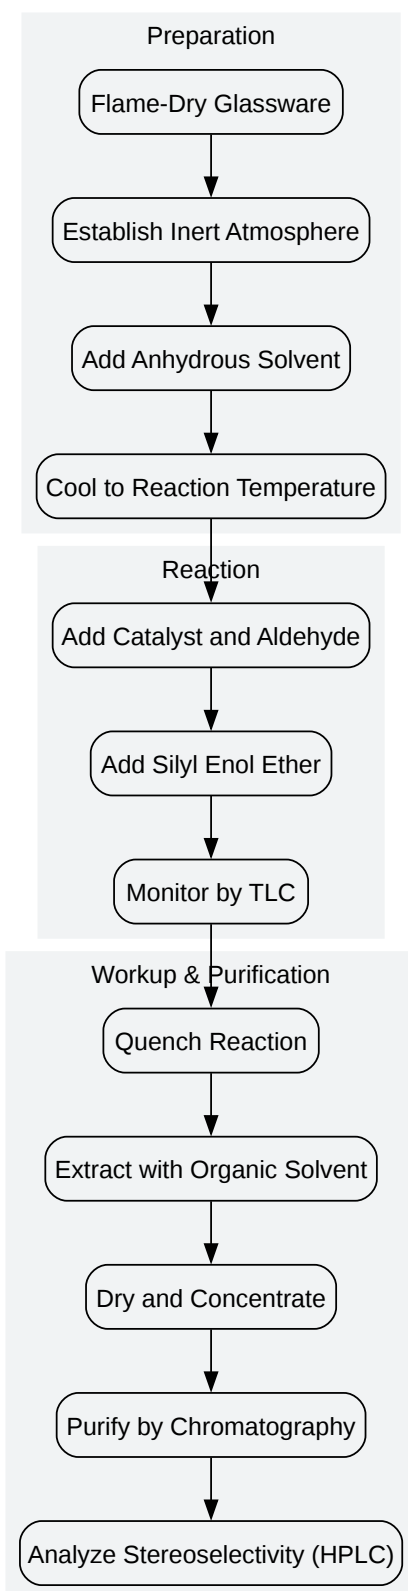 Preparation
Flame-Dry Glassware
Establish Inert Atmosphere
Add Anhydrous Solvent
Cool to Reaction Temperature
Reaction
Add Catalyst and Aldehyde
Add Silyl Enol Ether
Monitor by TLC
Workup & Purification
Quench Reaction
Extract with Organic Solvent
Dry and Concentrate
Purify by Chromatography
Analyze Stereoselectivity (HPLC)